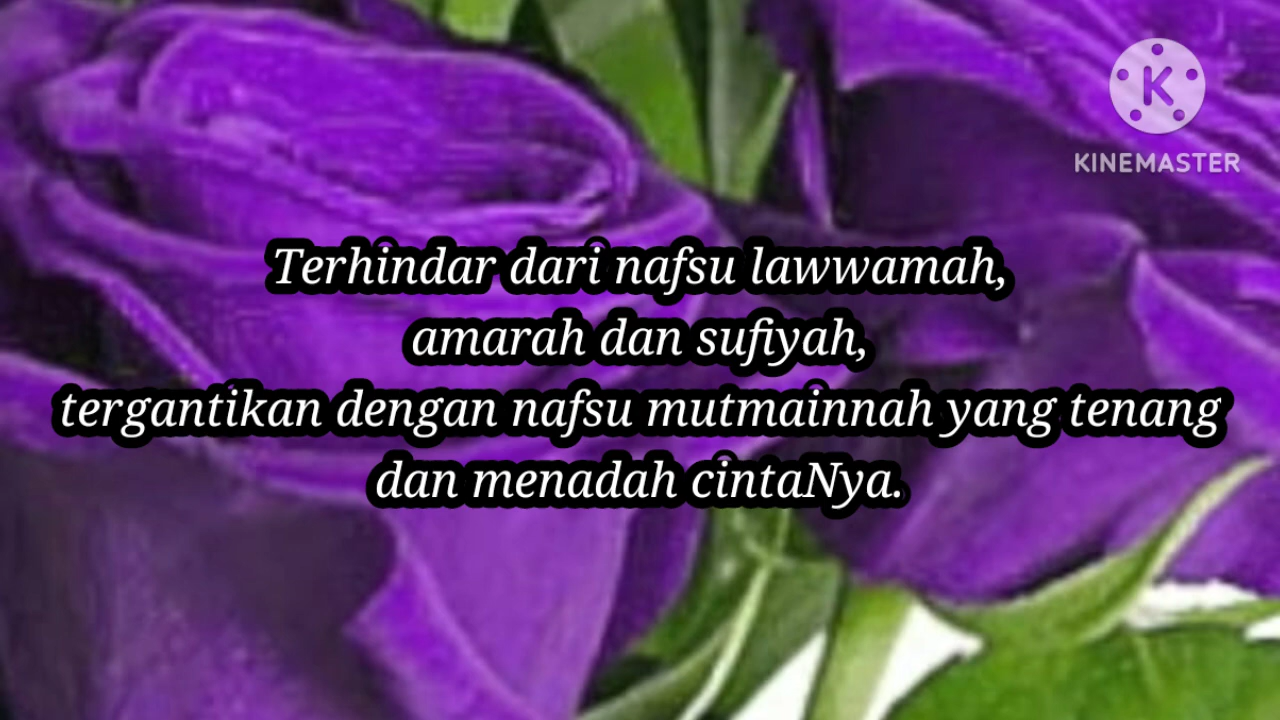 K
KINEMASTER
Terhindar dari nafsu lawwamah,
amarah dan sufiyah,
tergantikan dengan nafsu mutmainnah yang tenang
dan menadah cintaNya.